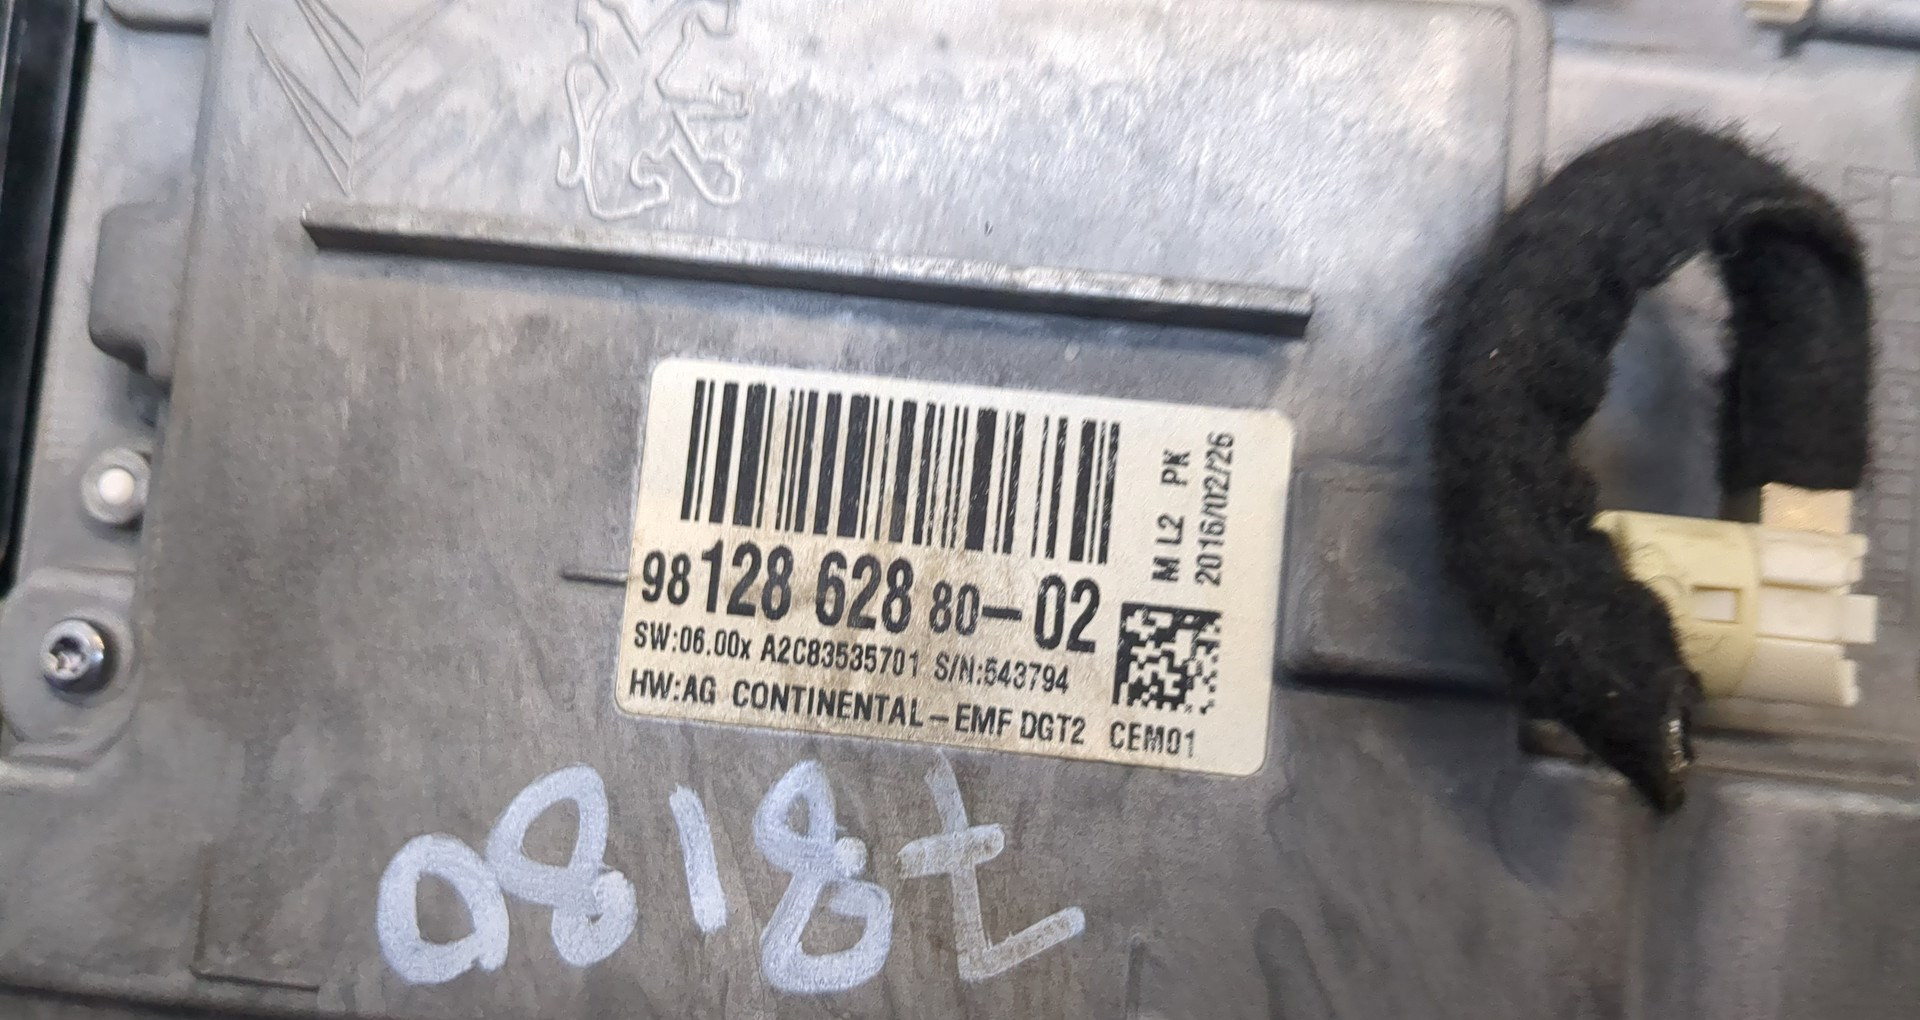 98 128 628 80-02
SW:06.00x A2C83535701 S/N:543794
HW:AG CONTINENTAL-EMF DGT2 CEM01
M L2 PK
2016/02/26
78180